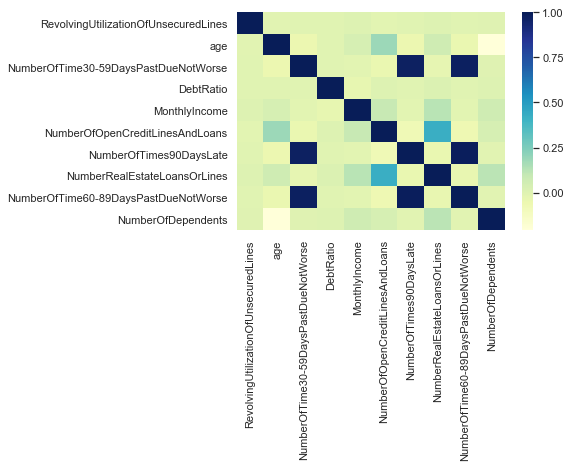 RevolvingUtilizationOfUnsecuredLines
age
NumberOfTime30-59DaysPastDueNotWorse
DebtRatio
MonthlyIncome
NumberOfOpenCreditLinesAndLoans
NumberOfTimes90DaysLate
NumberRealEstateLoansOrLines
NumberOfTime60-89DaysPastDueNotWorse
NumberOfDependents
RevolvingUtilizationOfUnsecuredLines
age
NumberOfTime30-59DaysPastDueNotWorse
DebtRatio
MonthlyIncome
NumberOfOpenCreditLinesAndLoans
NumberOfTimes90DaysLate
NumberRealEstateLoansOrLines
NumberOfTime60-89DaysPastDueNotWorse
NumberOfDependents
1.00
0.75
0.50
0.25
0.00